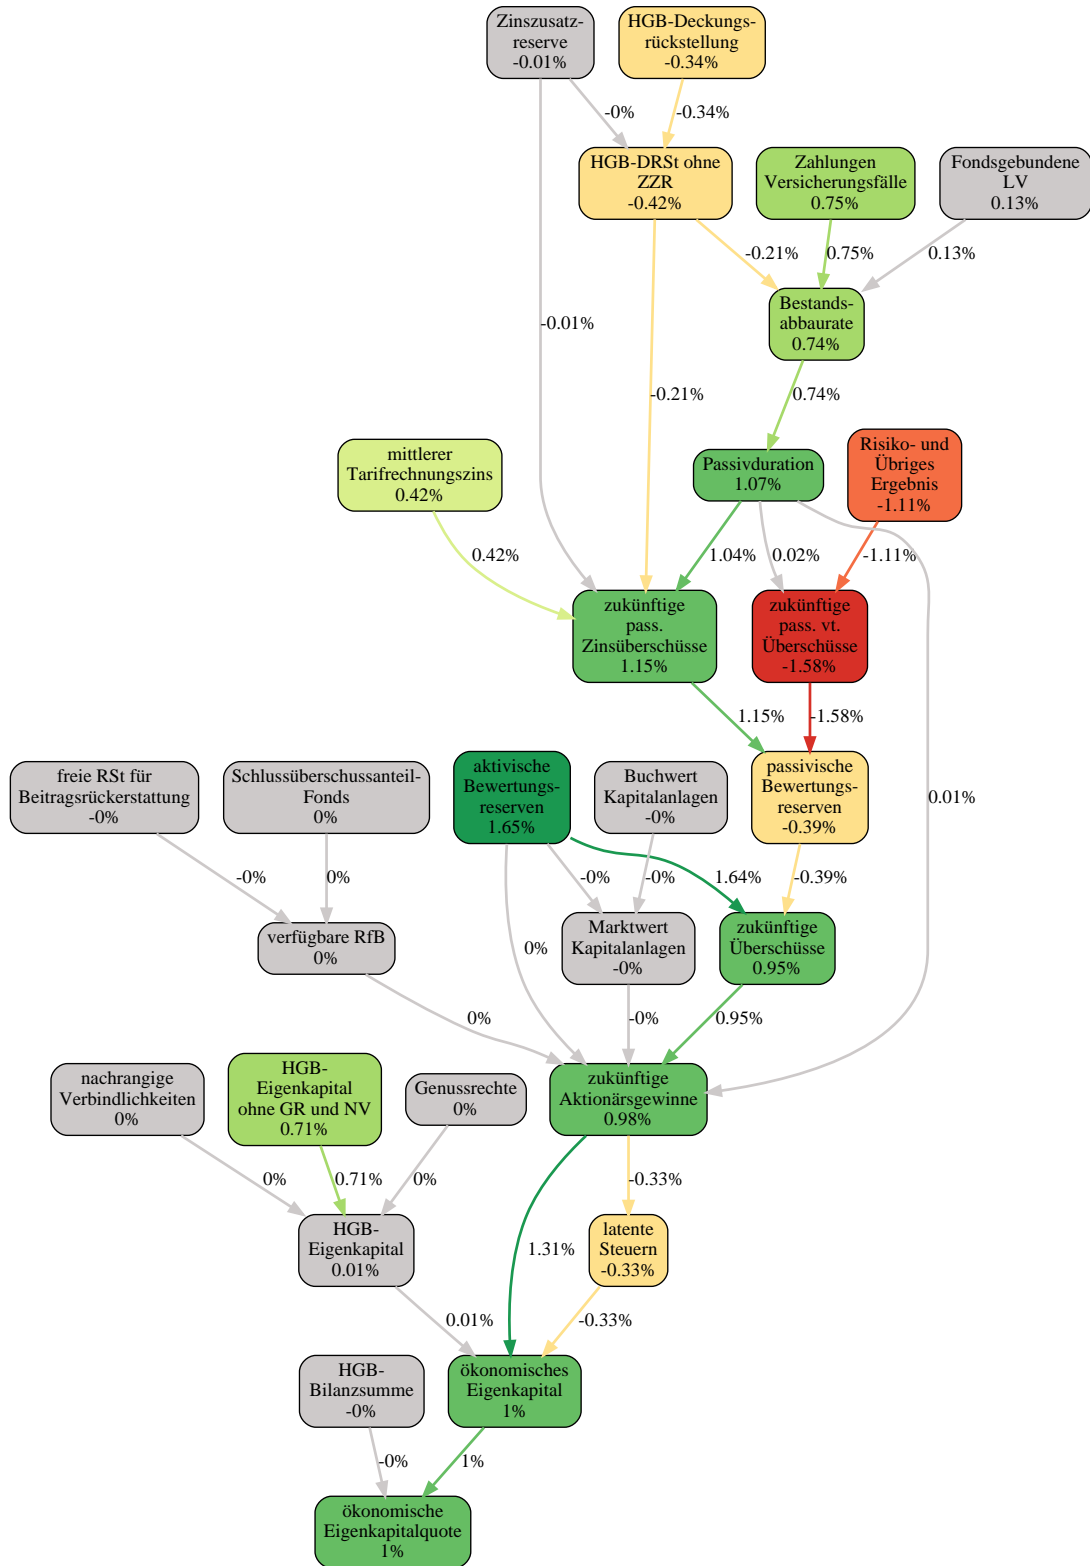 Zinszusatz-
reserve
-0.01%
HGB-Deckungs-
rückstellung
-0.34%
-0%
-0.34%
HGB-DRSt ohne
ZZR
-0.42%
Zahlungen
Versicherungsfälle
0.75%
Fondsgebundene
LV
0.13%
-0.21%
0.75%
0.13%
Bestands-
abbaurate
0.74%
-0.01%
-0.21%
0.74%
mittlerer
Tarifrechnungszins
0.42%
Passivduration
1.07%
Risiko- und
Übriges
Ergebnis
-1.11%
0.42%
1.04%
0.02%
-1.11%
zukünftige
pass.
Zinsüberschüsse
1.15%
zukünftige
pass. vt.
Überschüsse
-1.58%
1.15%
-1.58%
0.01%
freie RSt für
Beitragsrückerstattung
-0%
Schlussüberschussanteil-
Fonds
0%
aktivische
Bewertungs-
reserven
1.65%
Buchwert
Kapitalanlagen
-0%
passivische
Bewertungs-
reserven
-0.39%
-0%
0%
0%
-0%
-0%
1.64%
-0.39%
verfügbare RfB
0%
Marktwert
Kapitalanlagen
-0%
zukünftige
Überschüsse
0.95%
0%
-0%
0.95%
nachrangige
Verbindlichkeiten
0%
HGB-
Eigenkapital
ohne GR und NV
0.71%
Genussrechte
0%
zukünftige
Aktionärsgewinne
0.98%
0%
0.71%
0%
-0.33%
HGB-
Eigenkapital
0.01%
1.31%
latente
Steuern
-0.33%
0.01%
-0.33%
HGB-
Bilanzsumme
-0%
ökonomisches
Eigenkapital
1%
-0%
1%
ökonomische
Eigenkapitalquote
1%